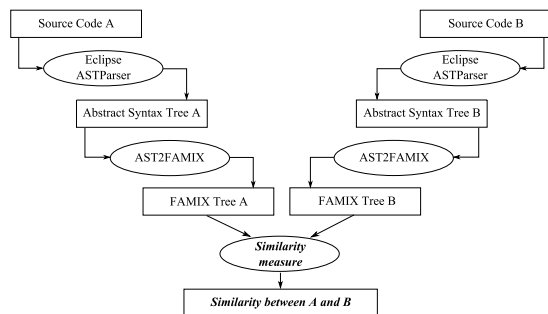 Source Code A
Source Code B
Eclipse
ASTParser
Eclipse
ASTParser
Abstract Syntax Tree A
Abstract Syntax Tree B
AST2FAMIX
AST2FAMIX
FAMIX Tree A
FAMIX Tree B
Similarity
measure
Similarity between A and B